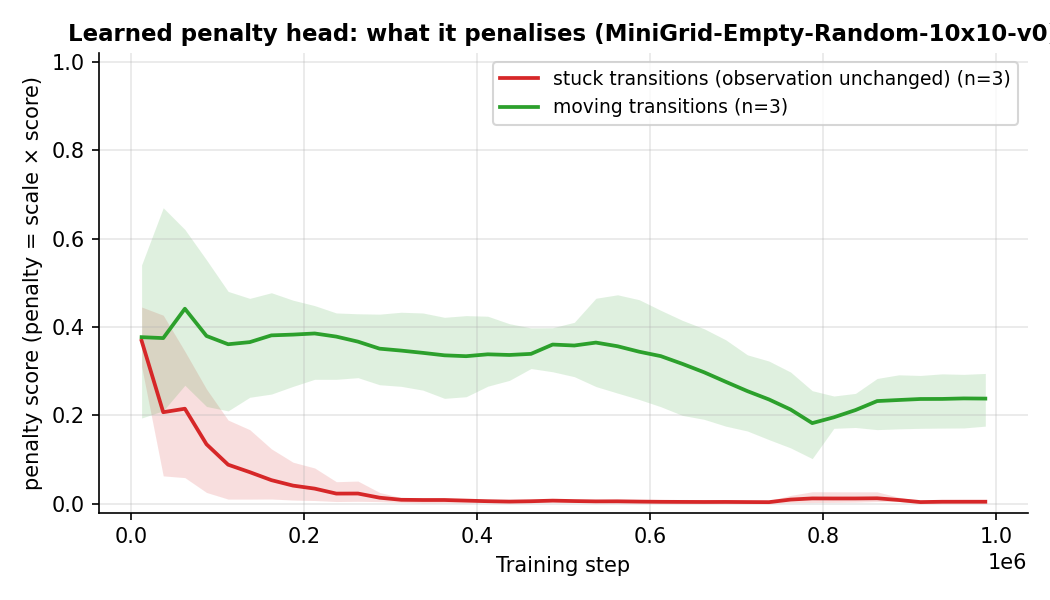 Learned penalty head: what it penalises (MiniGrid-Empty-Random-10x10-v0)
stuck transitions (observation unchanged) (n=3)
moving transitions (n=3)
penalty score (penalty = scale × score)
1.0
0.8
0.6
0.4
0.2
0.0
0.0 0.2 0.4 0.6 0.8 1.0
1e6
Training step